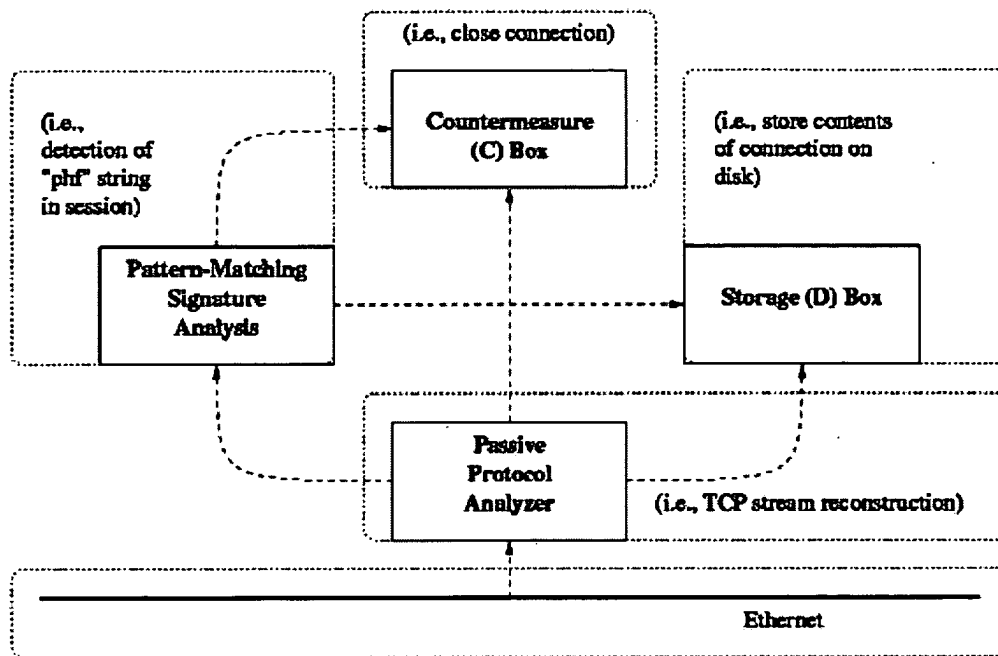 (i.e., close connection)
Countermeasure
(C) Box
(i.e.,
detection of
"phf" string
in session)
(i.e., store contents
of connection on
disk)
Pattern-Matching
Signature
Analysis
Storage (D) Box
Passive
Protocol
Analyzer
(i.e., TCP stream reconstruction)
Ethernet